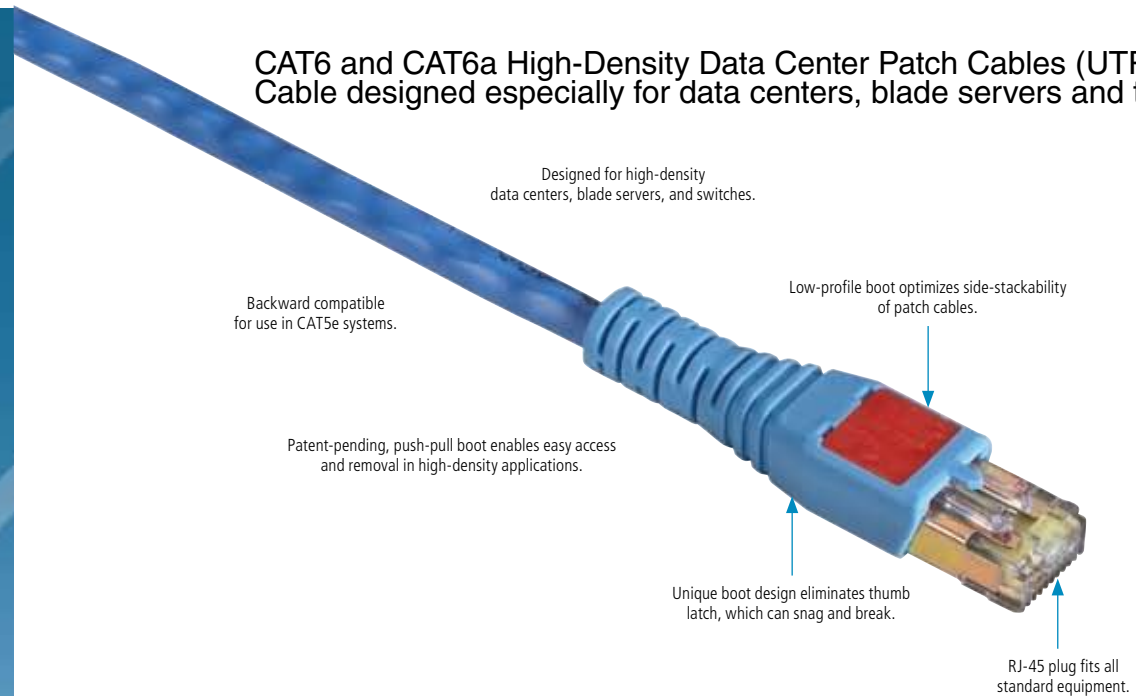 CAT6 and CAT6a High-Density Data Center Patch Cables (UTP
Cable designed especially for data centers, blade servers and
Designed for high-density
data centers, blade servers, and switches.
Low-profile boot optimizes side-stackability
of patch cables.
Backward compatible
for use in CAT5e systems.
Patent-pending, push-pull boot enables easy access
and removal in high-density applications.
Unique boot design eliminates thumb
latch, which can snag and break.
RJ-45 plug fits all
standard equipment.